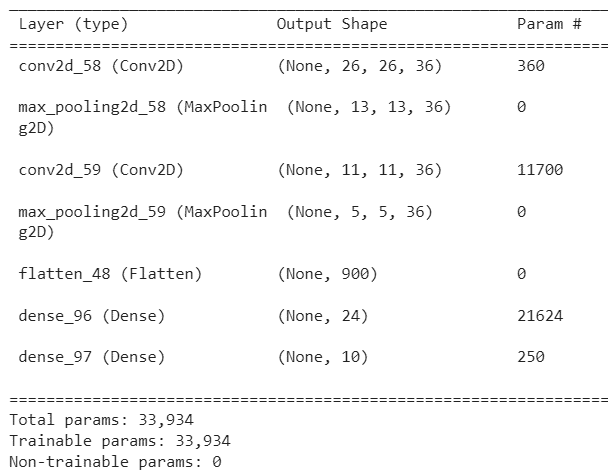 Layer (type) Output Shape Param #
=================================================================
conv2d_58 (Conv2D) (None, 26, 26, 36) 360
max_pooling2d_58 (MaxPoolin (None, 13, 13, 36) 0
g2D)
conv2d_59 (Conv2D) (None, 11, 11, 36) 11700
max_pooling2d_59 (MaxPoolin (None, 5, 5, 36) 0
g2D)
flatten_48 (Flatten) (None, 900) 0
dense_96 (Dense) (None, 24) 21624
dense_97 (Dense) (None, 10) 250
=================================================================
Total params: 33,934
Trainable params: 33,934
Non-trainable params: 0